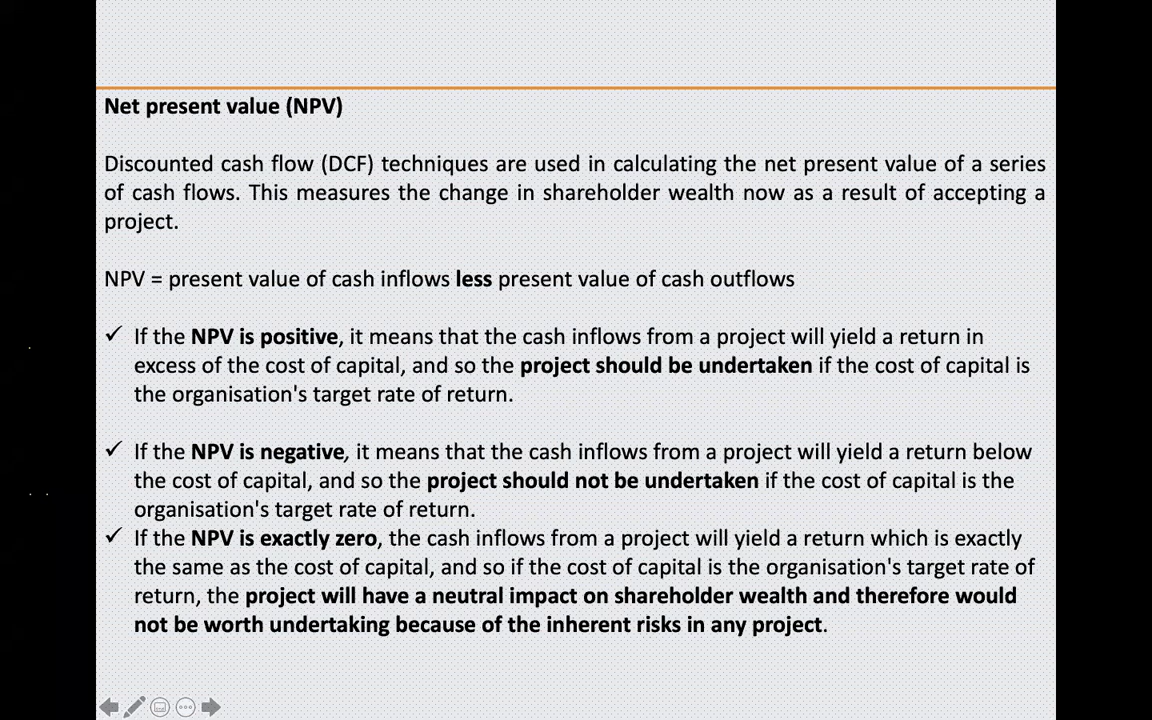 Net present value (NPV)
Discounted cash flow (DCF) techniques are used in calculating the net present value of a series
of cash flows. This measures the change in shareholder wealth now as a result of accepting a
project.
NPV = present value of cash inflows less present value of cash outflows
✓ If the NPV is positive, it means that the cash inflows from a project will yield a return in
excess of the cost of capital, and so the project should be undertaken if the cost of capital is
the organisation's target rate of return.
✓ If the NPV is negative, it means that the cash inflows from a project will yield a return below
the cost of capital, and so the project should not be undertaken if the cost of capital is the
organisation's target rate of return.
✓ If the NPV is exactly zero, the cash inflows from a project will yield a return which is exactly
the same as the cost of capital, and so if the cost of capital is the organisation's target rate of
return, the project will have a neutral impact on shareholder wealth and therefore would
not be worth undertaking because of the inherent risks in any project.